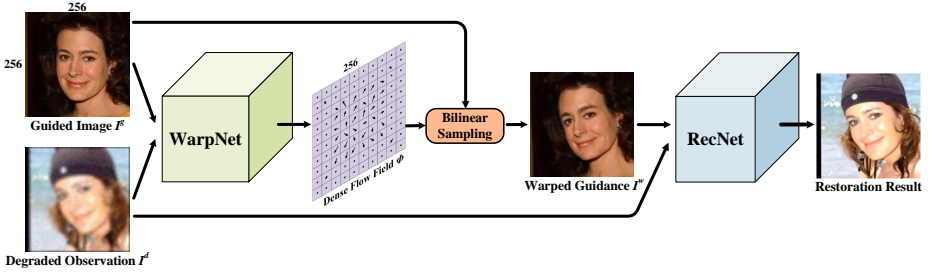 256
256
Guided Image I^g
WarpNet
256
Dense Flow Field Φ
Bilinear
Sampling
Warped Guidance I^w
RecNet
Restoration Result
Degraded Observation I^d